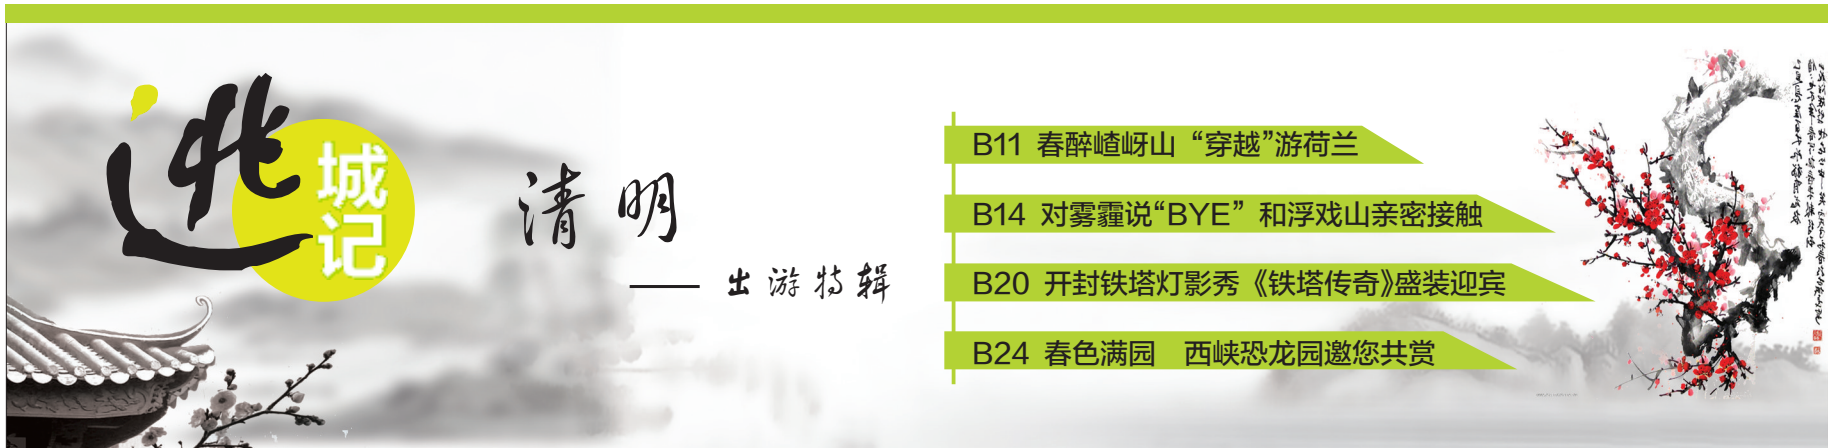 逃
城
记
清明
——出游特辑
B11 春醉嵖岈山 “穿越”游荷兰
B14 对雾霾说“BYE” 和浮戏山亲密接触
B20 开封铁塔灯影秀《铁塔传奇》盛装迎宾
B24 春色满园 西峡恐龙园邀您共赏